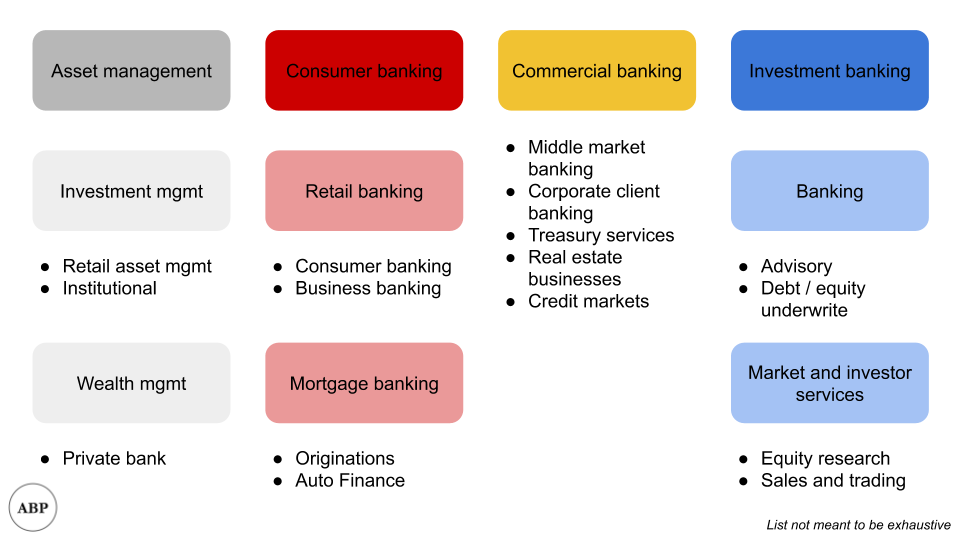 Asset management
Consumer banking
Commercial banking
Investment banking
Investment mgmt
● Retail asset mgmt
● Institutional
Wealth mgmt
● Private bank
Retail banking
● Consumer banking
● Business banking
Mortgage banking
● Originations
● Auto Finance
● Middle market
banking
● Corporate client
banking
● Treasury services
● Real estate
businesses
● Credit markets
Banking
● Advisory
● Debt / equity
underwrite
Market and investor
services
● Equity research
● Sales and trading
ABP
List not meant to be exhaustive